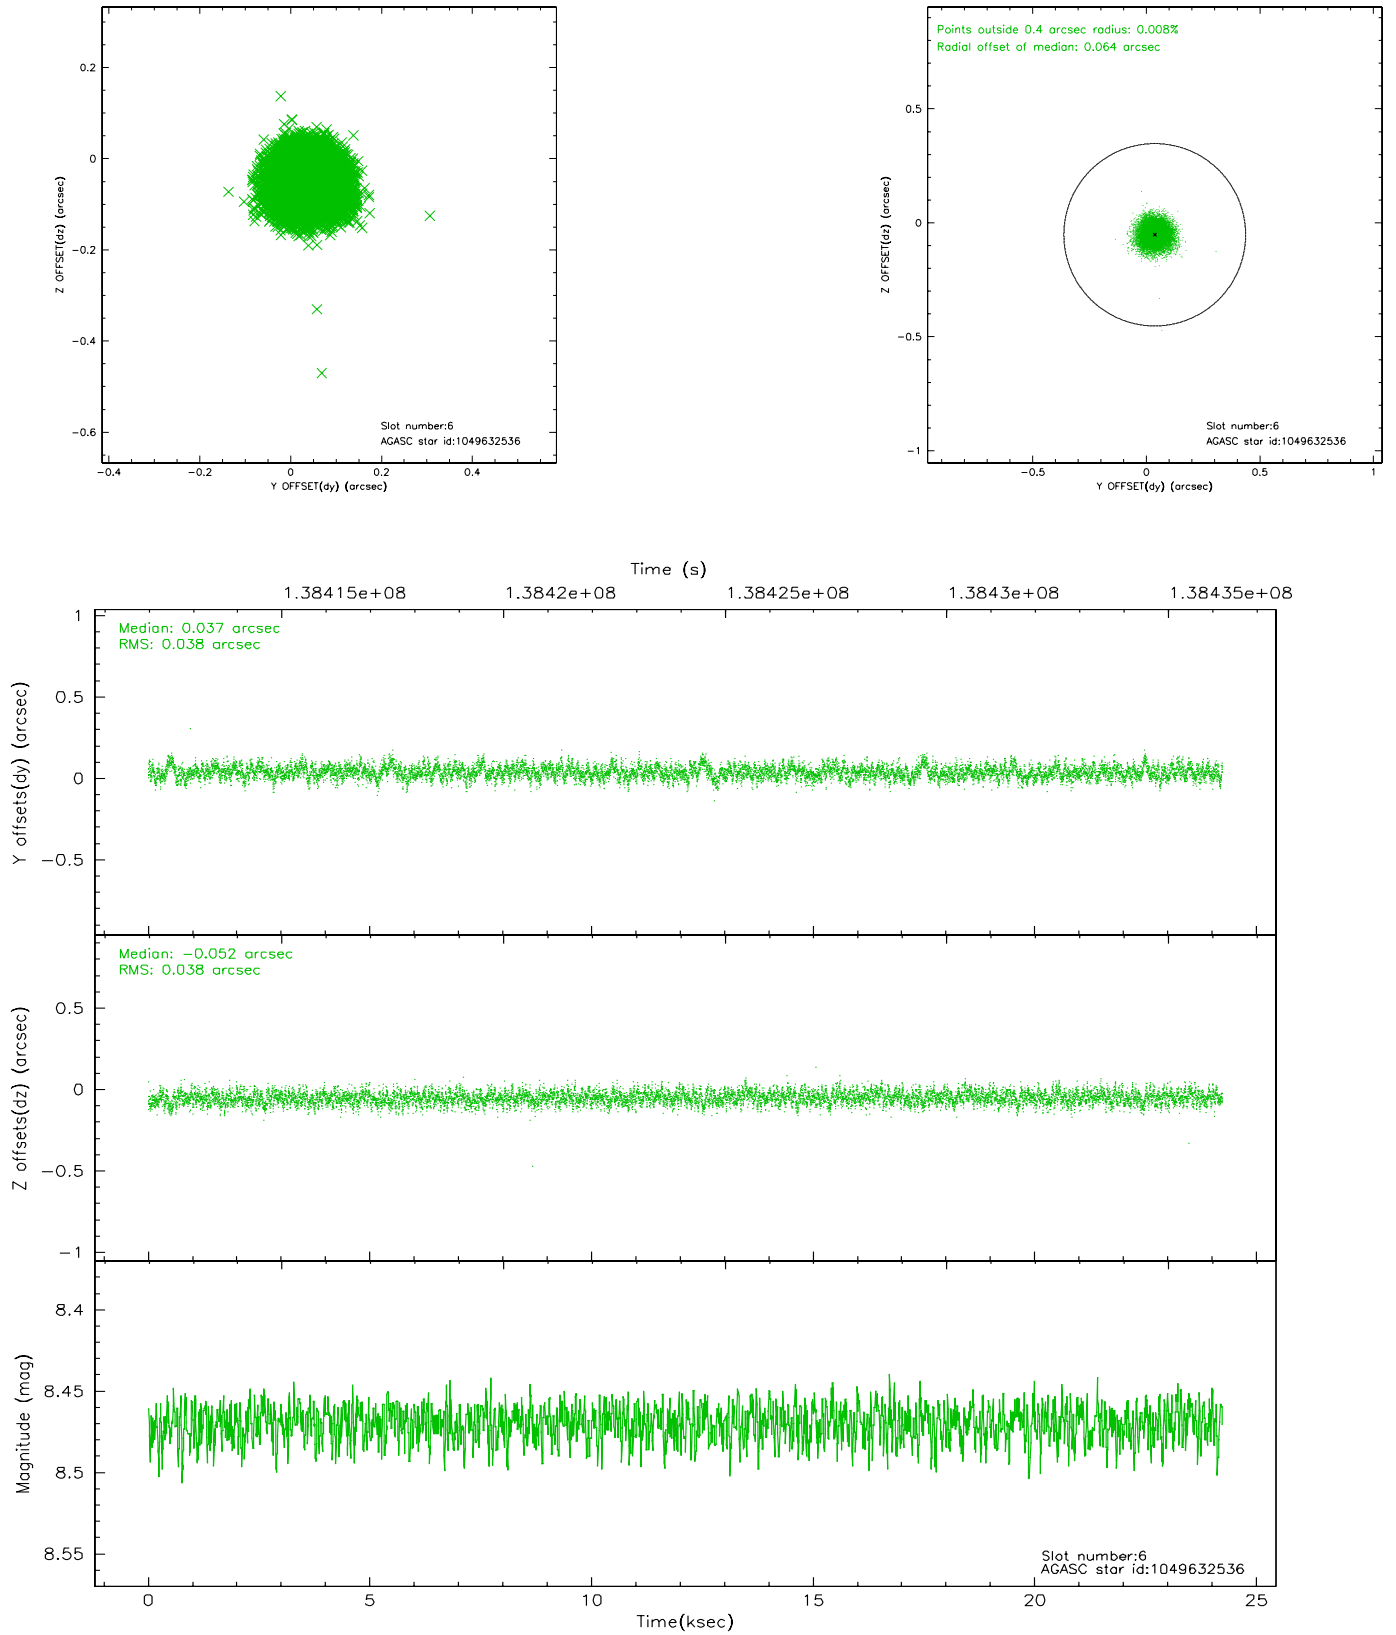 0.2
0
−0.2
−0.4
−0.6
Z OFFSET(dz) (arcsec)
Slot number:6
AGASC star id:1049632536
−0.4 −0.2 0 0.2 0.4
Y OFFSET(dy) (arcsec)
Points outside 0.4 arcsec radius: 0.008%
Radial offset of median: 0.064 arcsec
0.5
0
−0.5
−1
Z OFFSET(dz) (arcsec)
Slot number:6
AGASC star id:1049632536
−0.5 0 0.5 1
Y OFFSET(dy) (arcsec)
Time (s)
1.38415e+08 1.3842e+08 1.38425e+08 1.3843e+08 1.38435e+08
Median: 0.037 arcsec
RMS: 0.038 arcsec
1
0.5
0
−0.5
Y offsets(dy) (arcsec)
Median: −0.052 arcsec
RMS: 0.038 arcsec
0.5
0
−0.5
−1
Z offsets(dz) (arcsec)
8.4
8.45
8.5
8.55
Magnitude (mag)
Slot number:6
AGASC star id:1049632536
0 5 10 15 20 25
Time(ksec)